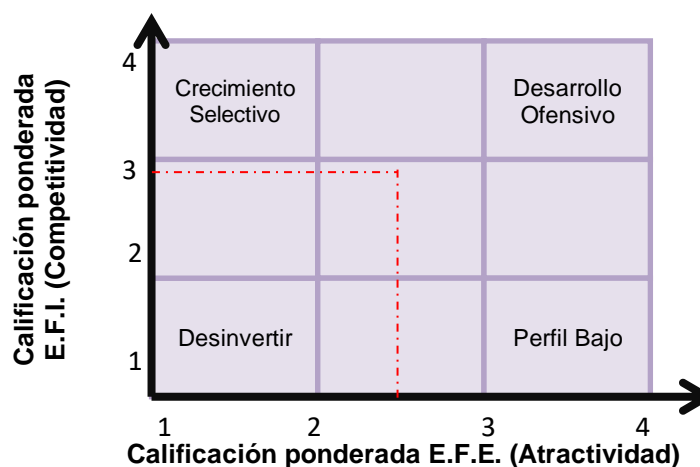 Calificación ponderada
E.F.I. (Competitividad)
4
3
2
1
Crecimiento
Selectivo
Desarrollo
Ofensivo
Desinvertir
Perfil Bajo
1
2
3
4
Calificación ponderada E.F.E. (Atractividad)